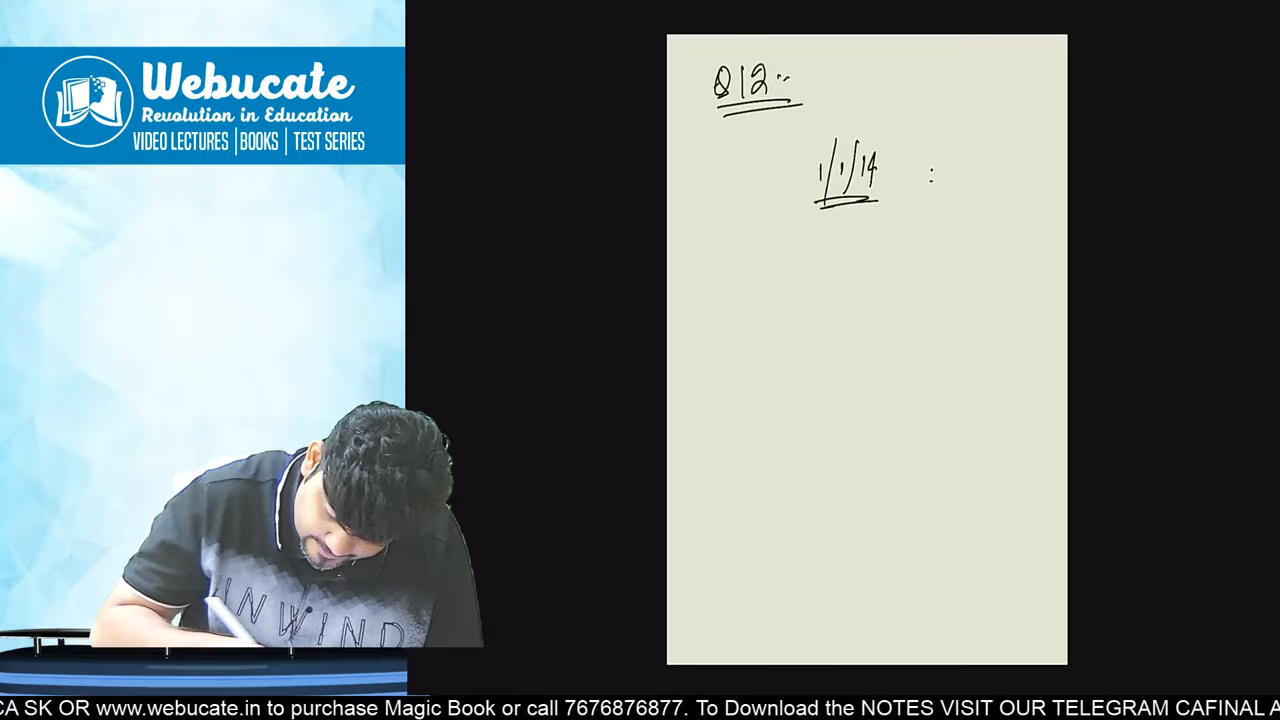 Webucate
Revolution in Education
VIDEO LECTURES | BOOKS | TEST SERIES
Q12:-
1/1/14 :
UNWIND
CA SK OR www.webucate.in to purchase Magic Book or call 7676876877. To Download the NOTES VISIT OUR TELEGRAM CAFINAL A